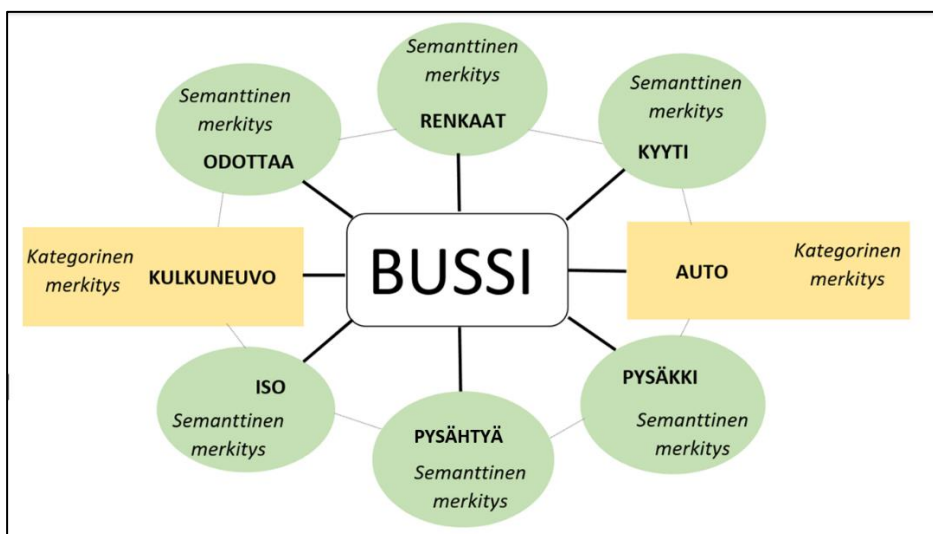 Semanttinen
merkitys
RENKAAT
Semanttinen
merkitys
ODOTTAA
Semanttinen
merkitys
KYYTI
Kategorinen
merkitys
KULKUNEUVO
BUSSI
AUTO
Kategorinen
merkitys
ISO
Semanttinen
merkitys
PYSÄHTYÄ
Semanttinen
merkitys
PYSÄKKI
Semanttinen
merkitys